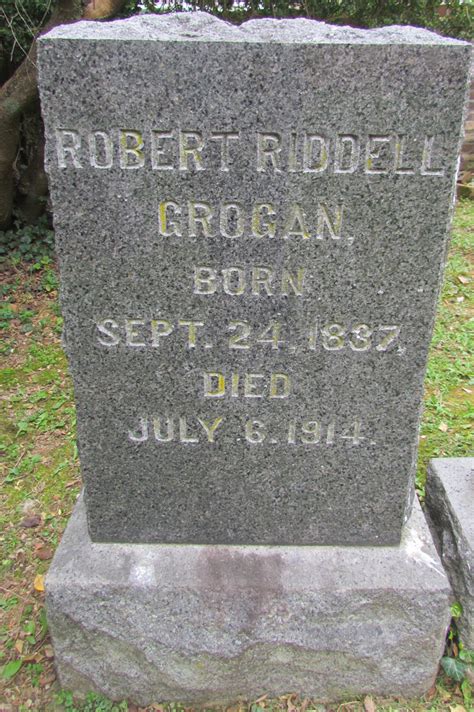 ROBERT RIDDELL
GROGAN,
BORN
SEPT. 24, 1837,
DIED
JULY 6. 1914.